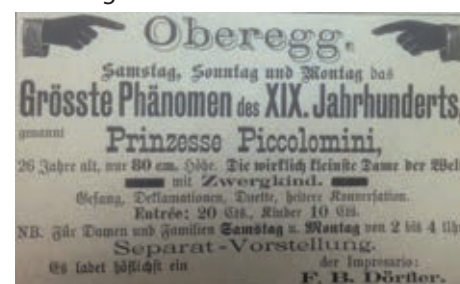 Oberegg.
Samstag, Sonntag und Montag das
Grösste Phänomen des XIX. Jahrhunderts,
genannt
Prinzesse Piccolomini,
26 Jahre alt, nur 80 cm. Höhe. Die wirklich kleinste Dame der Welt
mit Zwergkind.
Gesang, Deklamationen, Duette, heitere Konversation.
Entrée: 20 Cts., Kinder 10 Cts.
NB. Für Damen und Familien Samstag u. Montag von 2 bis 4 Uhr
Separat-Vorstellung.
Es ladet höflichst ein
der Impresario:
F. B. Dörfler.